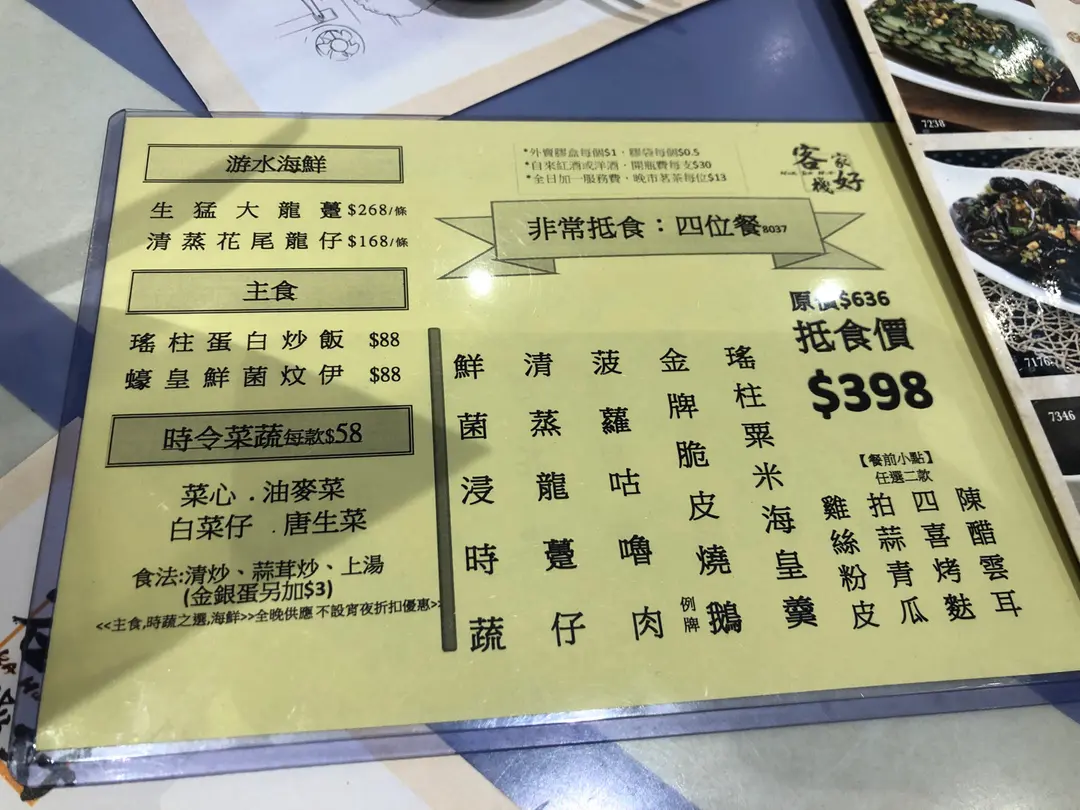 游水海鮮
生猛大龍躉$268/條
清蒸花尾龍仔$168/條
主食
瑤柱蛋白炒飯 $88
蠔皇鮮菌炆伊 $88
時令菜蔬每款$58
菜心．油麥菜
白菜仔．唐生菜
食法:清炒、蒜茸炒、上湯
(金銀蛋另加$3)
<<主食,時蔬之選,海鮮>>全晚供應 不設宵夜折扣優惠>>
*外賣膠盒每個$1，膠袋每個$0.5
*自來紅酒或洋酒，開瓶費每支$30
*全日加一服務費，晚市茗茶每位$13
客家好棧
非常抵食：四位餐8037
原價$636
抵食價
$398
【餐前小點】
任選二款
陳醋雲耳
四喜烤麩
拍蒜青瓜
雞絲粉皮
瑤柱粟米海皇羹
金牌脆皮燒鵝例牌
菠蘿咕嚕肉
清蒸龍躉仔
鮮菌浸時蔬
7238
7176
7346